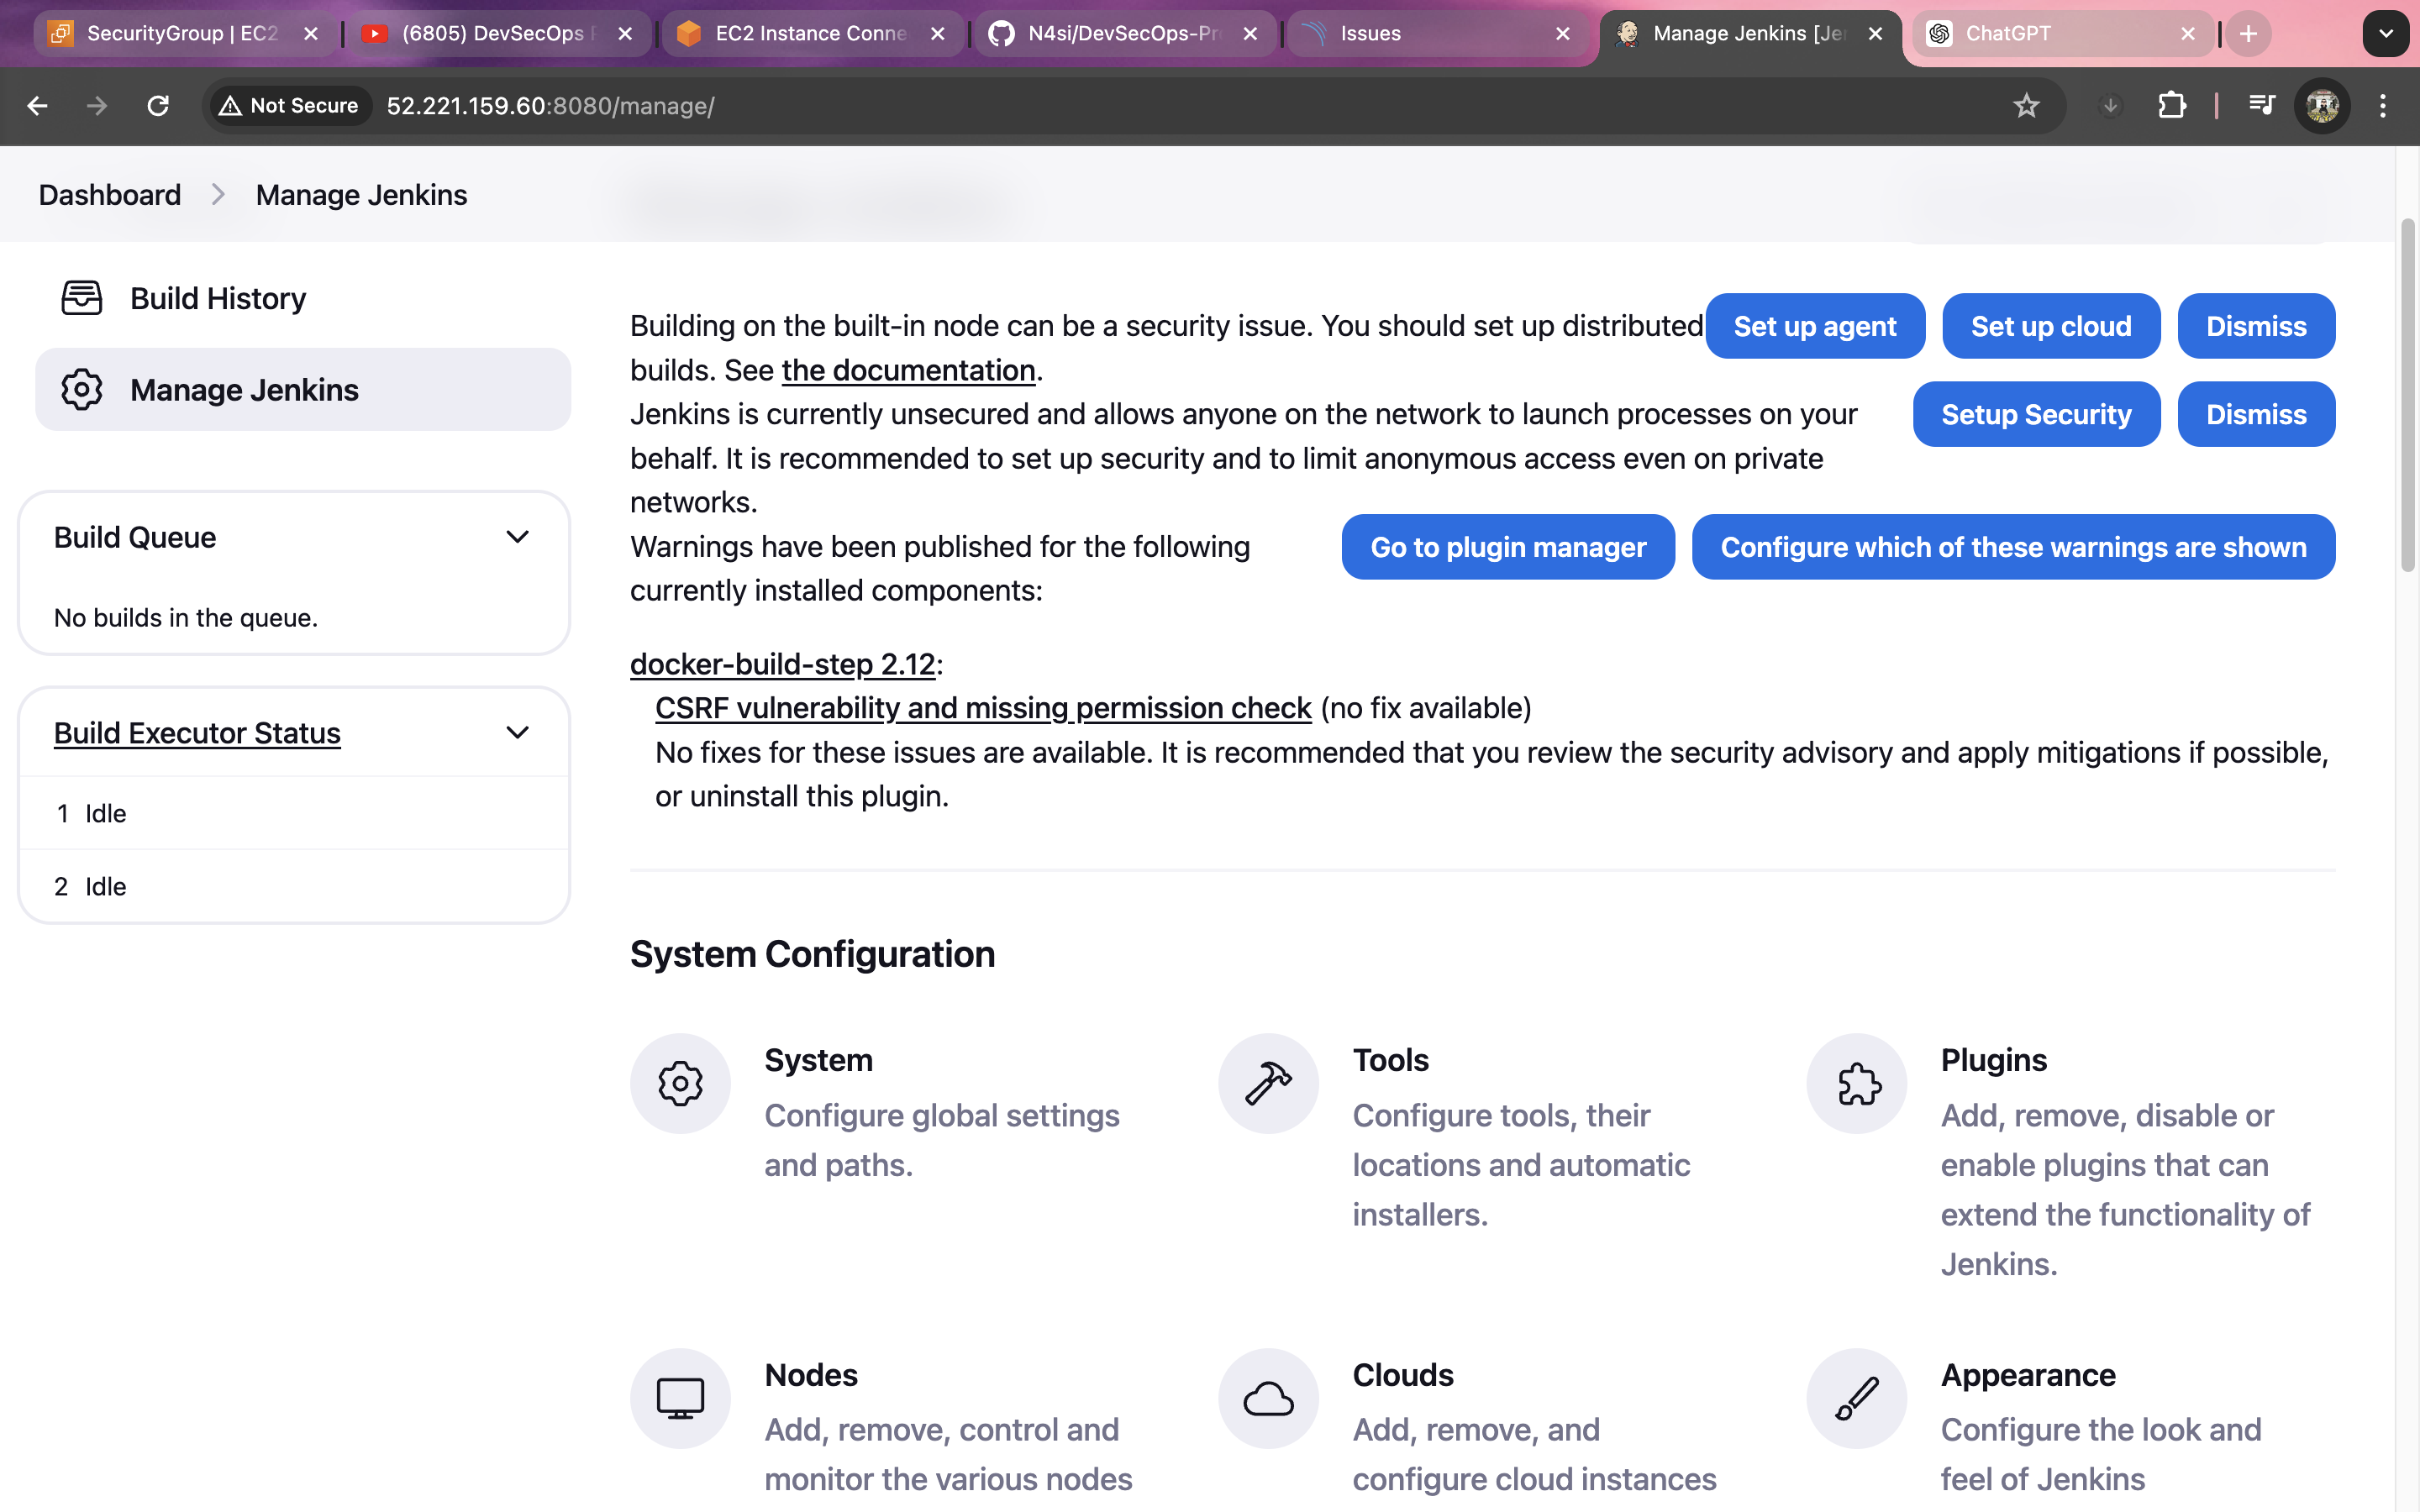 SecurityGroup | EC2
(6805) DevSecOps
EC2 Instance Conne
N4si/DevSecOps-Pr
Issues
Manage Jenkins [Je
ChatGPT
Not Secure 52.221.159.60:8080/manage/
Dashboard > Manage Jenkins
Build History
Manage Jenkins
Build Queue
No builds in the queue.
Build Executor Status
1 Idle
2 Idle
Building on the built-in node can be a security issue. You should set up distributed
builds. See the documentation.
Set up agent
Set up cloud
Dismiss
Jenkins is currently unsecured and allows anyone on the network to launch processes on your
behalf. It is recommended to set up security and to limit anonymous access even on private
networks.
Setup Security
Dismiss
Warnings have been published for the following
currently installed components:
Go to plugin manager
Configure which of these warnings are shown
docker-build-step 2.12:
CSRF vulnerability and missing permission check (no fix available)
No fixes for these issues are available. It is recommended that you review the security advisory and apply mitigations if possible,
or uninstall this plugin.
System Configuration
System
Configure global settings
and paths.
Tools
Configure tools, their
locations and automatic
installers.
Plugins
Add, remove, disable or
enable plugins that can
extend the functionality of
Jenkins.
Nodes
Add, remove, control and
monitor the various nodes
Clouds
Add, remove, and
configure cloud instances
Appearance
Configure the look and
feel of Jenkins